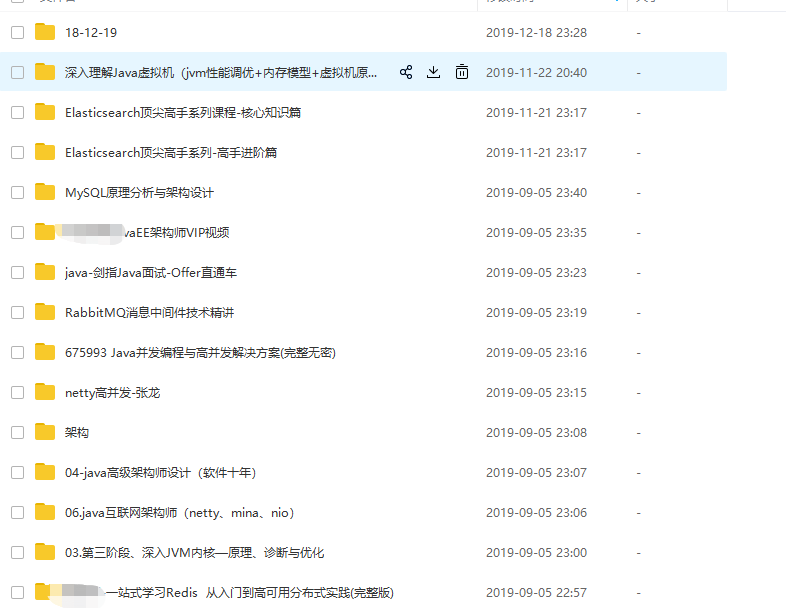 18-12-19 2019-12-18 23:28 -
深入理解Java虚拟机（jvm性能调优+内存模型+虚拟机原... 2019-11-22 20:40 -
Elasticsearch顶尖高手系列课程-核心知识篇 2019-11-21 23:17 -
Elasticsearch顶尖高手系列-高手进阶篇 2019-11-21 23:17 -
MySQL原理分析与架构设计 2019-09-05 23:40 -
vaEE架构师VIP视频 2019-09-05 23:35 -
java-剑指Java面试-Offer直通车 2019-09-05 23:23 -
RabbitMQ消息中间件技术精讲 2019-09-05 23:19 -
675993 Java并发编程与高并发解决方案(完整无密) 2019-09-05 23:16 -
netty高并发-张龙 2019-09-05 23:15 -
架构 2019-09-05 23:08 -
04-java高级架构师设计（软件十年） 2019-09-05 23:07 -
06.java互联网架构师（netty、mina、nio） 2019-09-05 23:06 -
03.第三阶段、深入JVM内核—原理、诊断与优化 2019-09-05 23:00 -
一站式学习Redis 从入门到高可用分布式实践(完整版) 2019-09-05 22:57 -